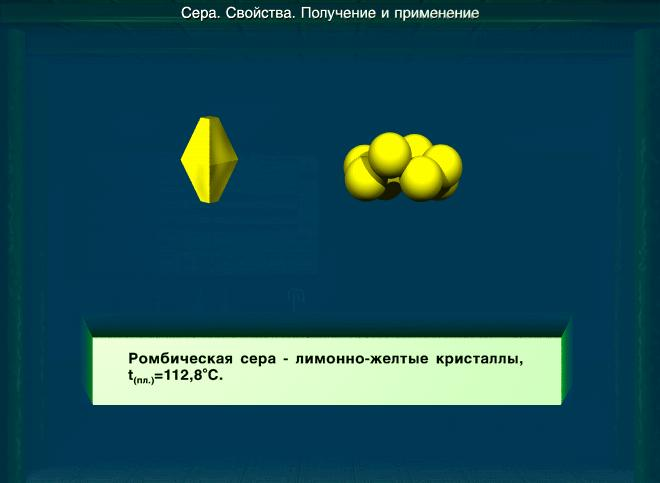 Сера. Свойства. Получение и применение
Ромбическая сера - лимонно-желтые кристаллы,
t(пл.)=112,8°С.